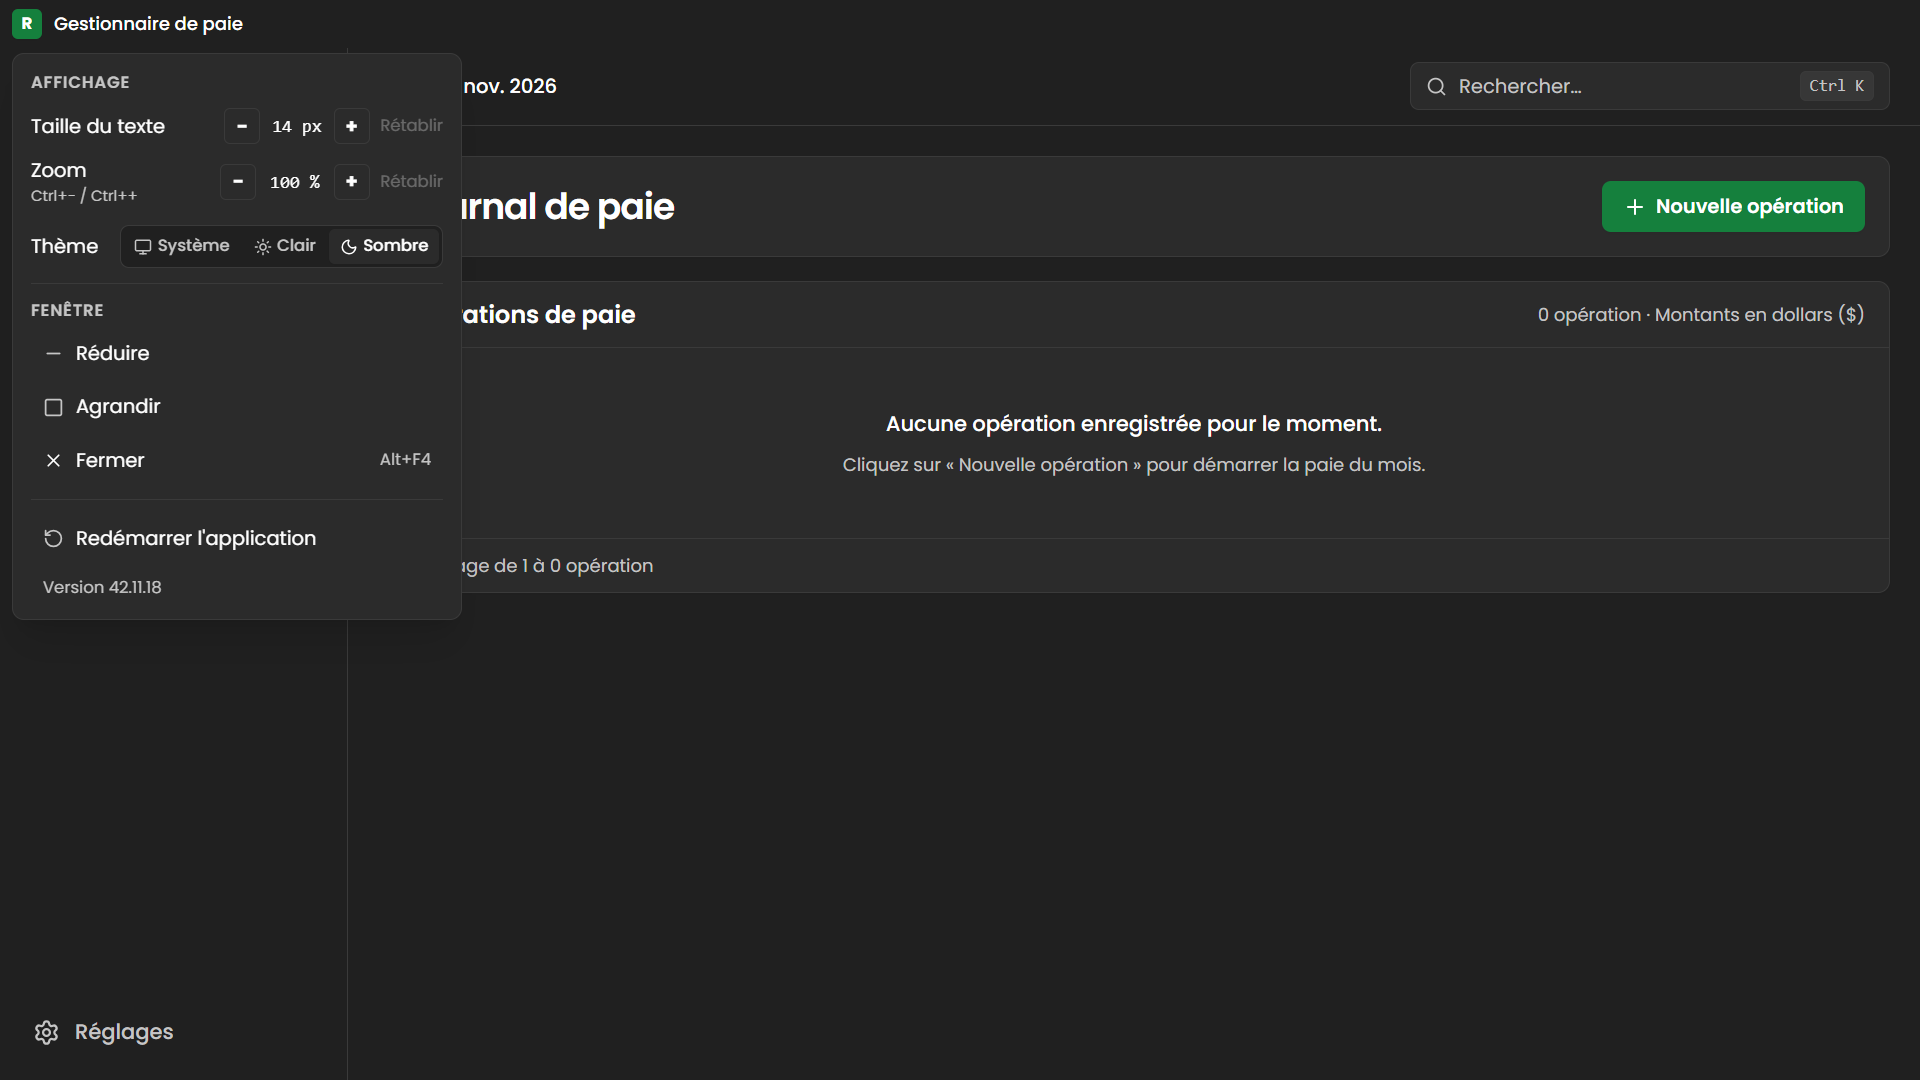 R Gestionnaire de paie
AFFICHAGE
Taille du texte - 14 px + Rétablir
Zoom - 100 % + Rétablir
Ctrl+- / Ctrl++
Thème Système Clair Sombre
FENÊTRE
Réduire
Agrandir
Fermer Alt+F4
Redémarrer l'application
Version 42.11.18
Réglages
nov. 2026
Rechercher... Ctrl K
de paie
+ Nouvelle opération
de paie
0 opération · Montants en dollars ($)
Aucune opération enregistrée pour le moment.
Cliquez sur « Nouvelle opération » pour démarrer la paie du mois.
de 1 à 0 opération